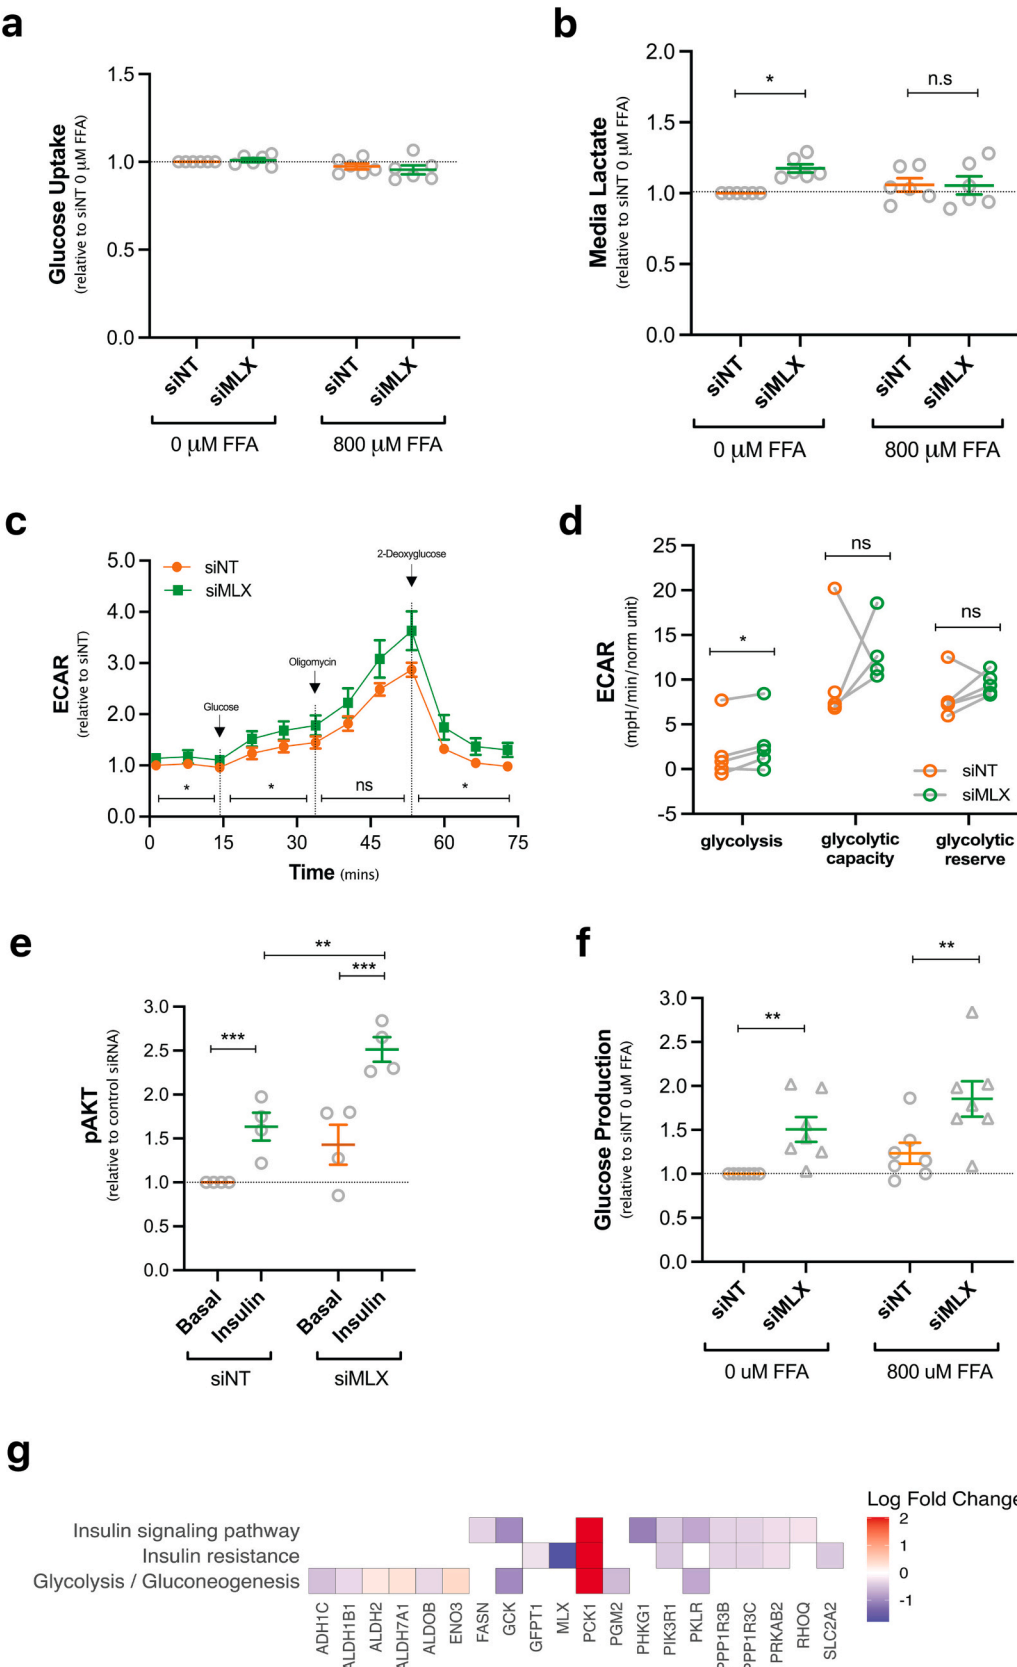 a
Glucose Uptake
(relative to siNT 0 µM FFA)
1.5
1.0
0.5
0.0
siNT
siMLX
siNT
siMLX
0 µM FFA
800 µM FFA
b
Media Lactate
(relative to siNT 0 µM FFA)
2.0
1.5
1.0
0.5
0.0
*
n.s
siNT
siMLX
siNT
siMLX
0 µM FFA
800 µM FFA
c
ECAR
(relative to siNT)
5.0
4.0
3.0
2.0
1.0
0.0
siNT
siMLX
Glucose
Oligomycin
2-Deoxyglucose
*
*
ns
*
0
15
30
45
60
75
Time (mins)
d
ECAR
(mpH/min/norm unit)
25
20
15
10
5
0
-5
*
ns
ns
siNT
siMLX
glycolysis
glycolytic
capacity
glycolytic
reserve
e
pAKT
(relative to control siRNA)
3.0
2.5
2.0
1.5
1.0
0.5
0.0
***
**
***
Basal
Insulin
Basal
Insulin
siNT
siMLX
f
Glucose Production
(relative to siNT 0 uM FFA)
3.0
2.5
2.0
1.5
1.0
0.5
0.0
**
**
siNT
siMLX
siNT
siMLX
0 uM FFA
800 uM FFA
g
Insulin signaling pathway
Insulin resistance
Glycolysis / Gluconeogenesis
ADH1C
ALDH1B1
ALDH2
ALDH7A1
ALDOB
ENO3
FASN
GCK
GFPT1
MLX
PCK1
PGM2
PHKG1
PIK3R1
PKLR
PPP1R3B
PPP1R3C
PRKAB2
RHOQ
SLC2A2
Log Fold Change
2
1
0
-1